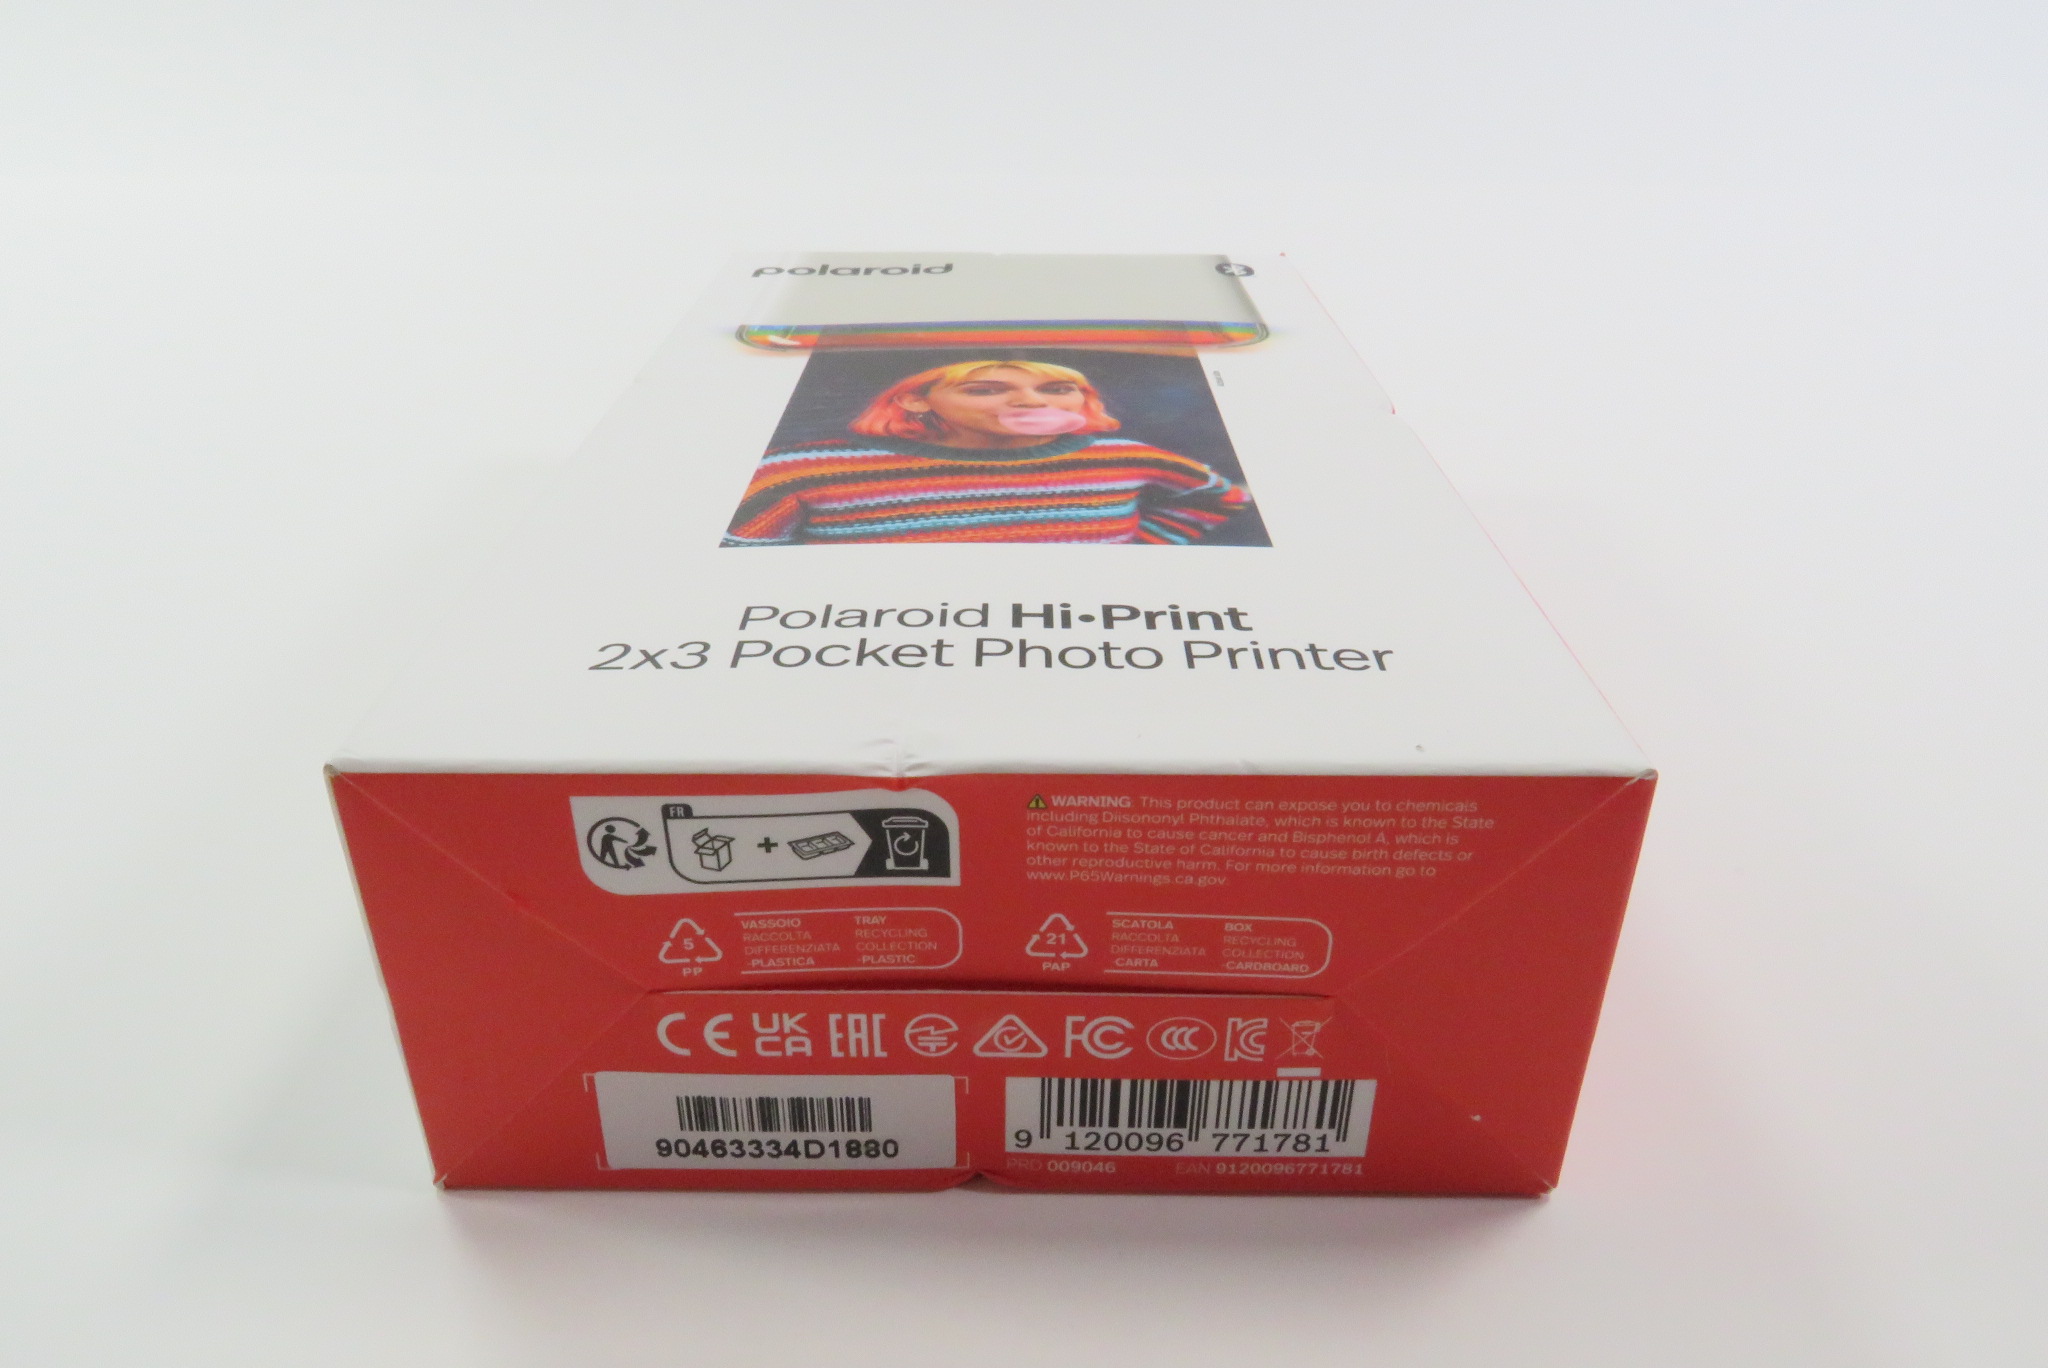 polaroid
Polaroid Hi•Print
2x3 Pocket Photo Printer
FR
WARNING. This product can expose you to chemicals
including Diisononyl Phthalate, which is known to the State
of California to cause cancer and Bisphenol A, which is
known to the State of California to cause birth defects or
other reproductive harm. For more information go to
www.P65Warnings.ca.gov.
5
PP
VASSOIO
RACCOLTA
DIFFERENZIATA
-PLASTICA
TRAY
RECYCLING
COLLECTION
-PLASTIC
21
PAP
SCATOLA
RACCOLTA
DIFFERENZIATA
-CARTA
BOX
RECYCLING
COLLECTION
-CARDBOARD
CE UK CA EAC FC CCC KC
90463334D1880
9 120096 771781
PRO 009046 EAN 9120096771781